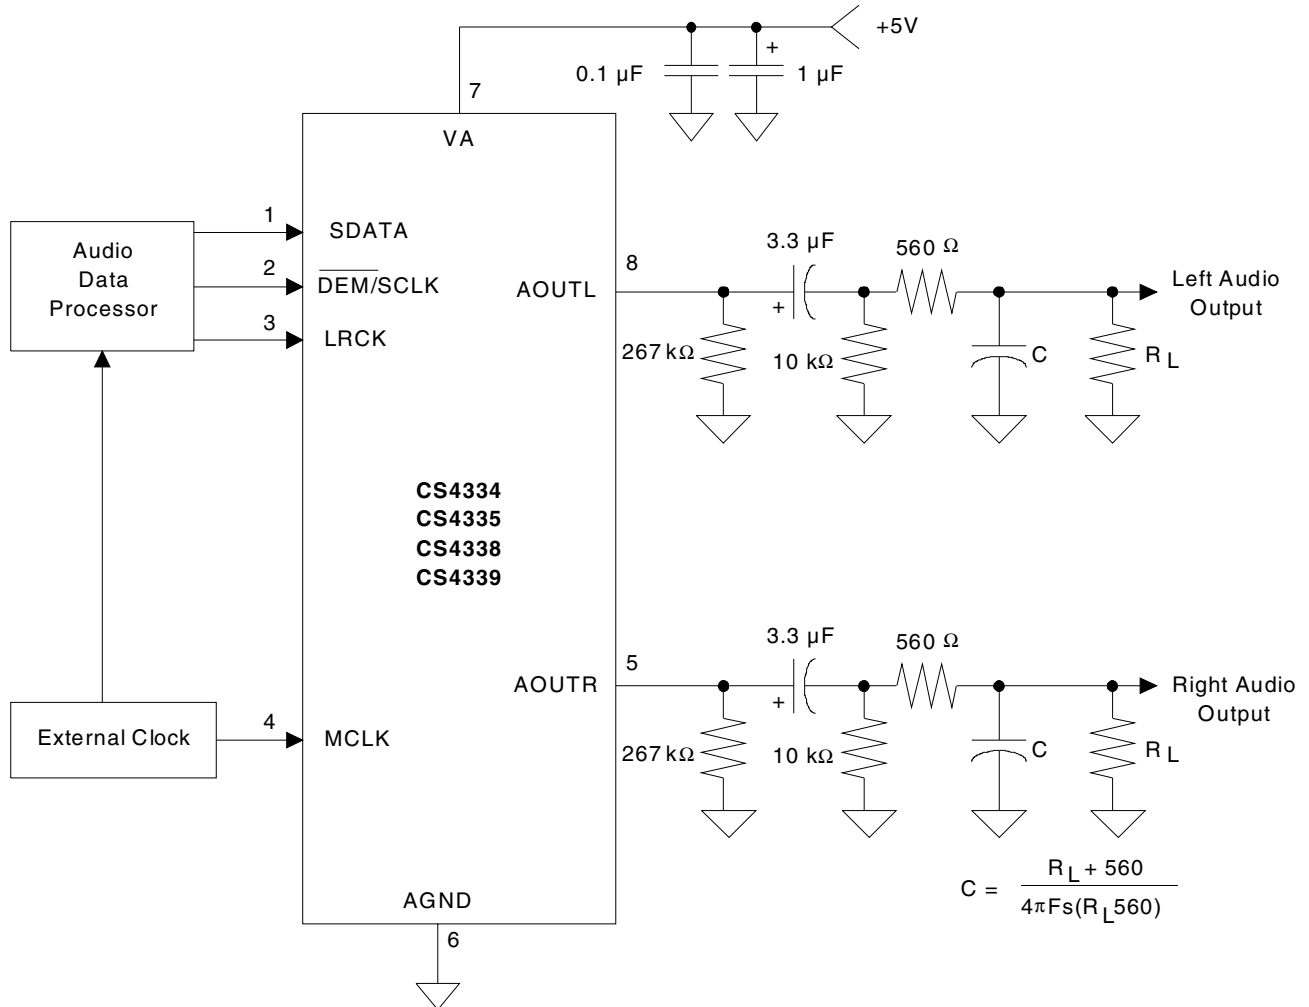 +5V
0.1 µF
+
1 µF
7
VA
Audio
Data
Processor
1
SDATA
2
DEM/SCLK
3
LRCK
8
AOUTL
267 kΩ
3.3 µF
+
10 kΩ
560 Ω
C
R L
Left Audio
Output
CS4334
CS4335
CS4338
CS4339
5
AOUTR
267 kΩ
3.3 µF
+
10 kΩ
560 Ω
C
R L
Right Audio
Output
External Clock
4
MCLK
AGND
6
C = R L + 560
4πFs(R L 560)